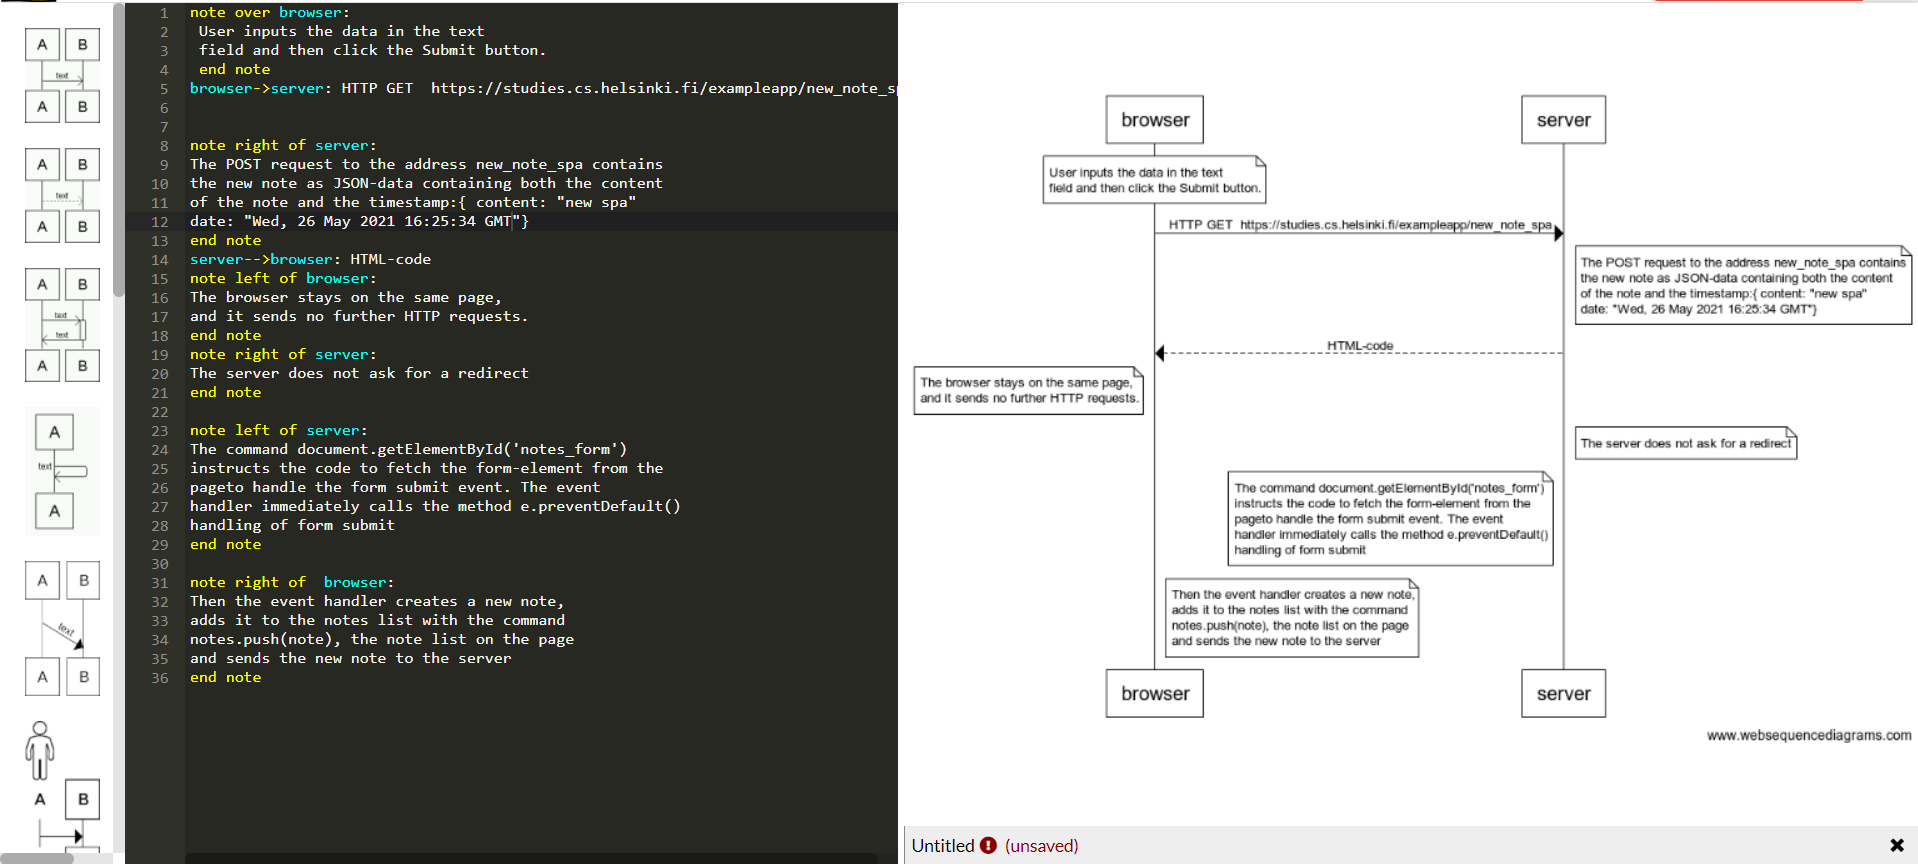 A B
text
A B
A B
text
A B
A B
text
text
A B
A
text
A
A B
text
A B
A B
1 note over browser:
2 User inputs the data in the text
3 field and then click the Submit button.
4 end note
5 browser->server: HTTP GET  https://studies.cs.helsinki.fi/exampleapp/new_note_s
6
7
8 note right of server:
9 The POST request to the address new_note_spa contains
10 the new note as JSON-data containing both the content
11 of the note and the timestamp:{ content: "new spa"
12 date: "Wed, 26 May 2021 16:25:34 GMT"}
13 end note
14 server-->browser: HTML-code
15 note left of browser:
16 The browser stays on the same page,
17 and it sends no further HTTP requests.
18 end note
19 note right of server:
20 The server does not ask for a redirect
21 end note
22
23 note left of server:
24 The command document.getElementById('notes_form')
25 instructs the code to fetch the form-element from the
26 pageto handle the form submit event. The event
27 handler immediately calls the method e.preventDefault()
28 handling of form submit
29 end note
30
31 note right of  browser:
32 Then the event handler creates a new note,
33 adds it to the notes list with the command
34 notes.push(note), the note list on the page
35 and sends the new note to the server
36 end note
browser server
User inputs the data in the text
field and then click the Submit button.
HTTP GET  https://studies.cs.helsinki.fi/exampleapp/new_note_spa
The POST request to the address new_note_spa contains
the new note as JSON-data containing both the content
of the note and the timestamp:{ content: "new spa"
date: "Wed, 26 May 2021 16:25:34 GMT"}
HTML-code
The browser stays on the same page,
and it sends no further HTTP requests.
The server does not ask for a redirect
The command document.getElementById('notes_form')
instructs the code to fetch the form-element from the
pageto handle the form submit event. The event
handler immediately calls the method e.preventDefault()
handling of form submit
Then the event handler creates a new note,
adds it to the notes list with the command
notes.push(note), the note list on the page
and sends the new note to the server
browser server
www.websequencediagrams.com
Untitled (unsaved)